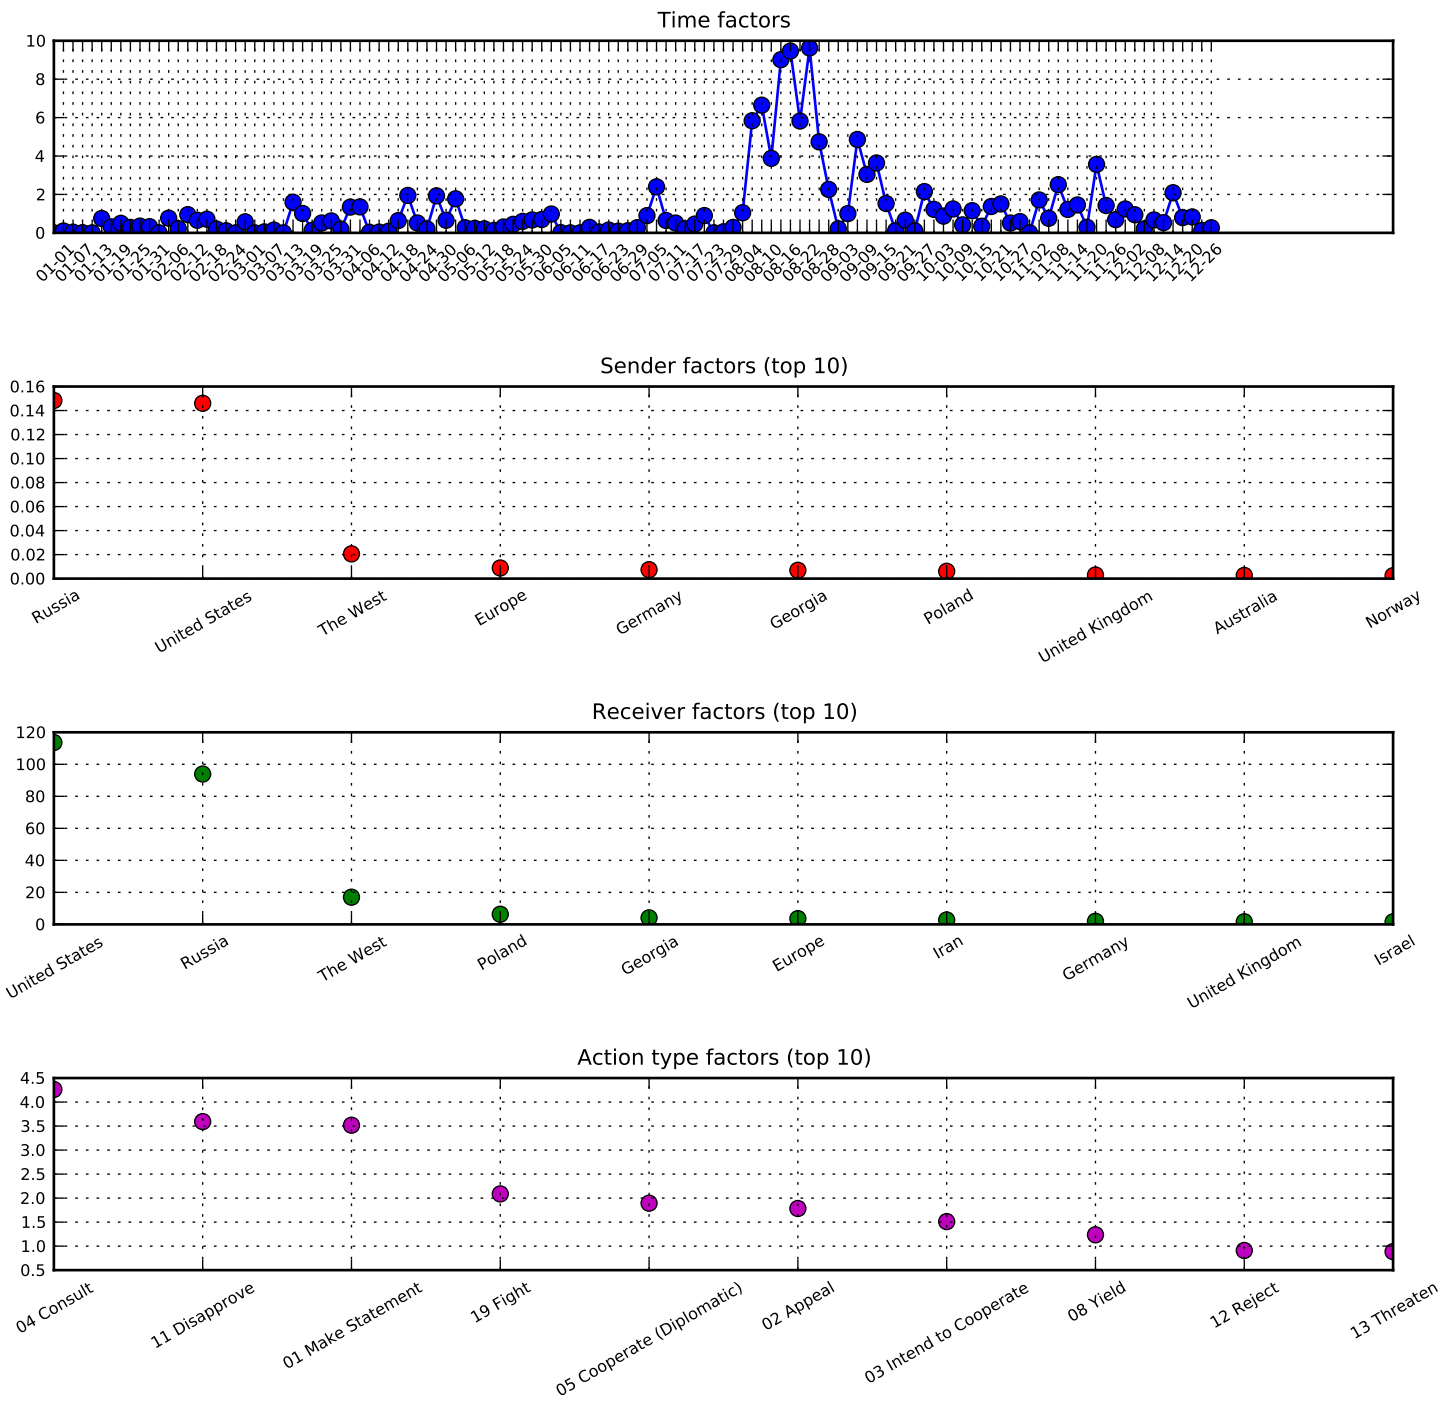 Time factors
10
8
6
4
2
0
01-01
01-07
01-13
01-19
01-25
01-31
02-06
02-12
02-18
02-24
03-01
03-07
03-13
03-19
03-25
03-31
04-06
04-12
04-18
04-24
04-30
05-06
05-12
05-18
05-24
05-30
06-05
06-11
06-17
06-23
06-29
07-05
07-11
07-17
07-23
07-29
08-04
08-10
08-16
08-22
08-28
09-03
09-09
09-15
09-21
09-27
10-03
10-09
10-15
10-21
10-27
11-02
11-08
11-14
11-20
11-26
12-02
12-08
12-14
12-20
12-26
Sender factors (top 10)
0.16
0.14
0.12
0.10
0.08
0.06
0.04
0.02
0.00
Russia
United States
The West
Europe
Germany
Georgia
Poland
United Kingdom
Australia
Norway
Receiver factors (top 10)
120
100
80
60
40
20
0
United States
Russia
The West
Poland
Georgia
Europe
Iran
Germany
United Kingdom
Israel
Action type factors (top 10)
4.5
4.0
3.5
3.0
2.5
2.0
1.5
1.0
0.5
04 Consult
11 Disapprove
01 Make Statement
19 Fight
05 Cooperate (Diplomatic)
02 Appeal
03 Intend to Cooperate
08 Yield
12 Reject
13 Threaten